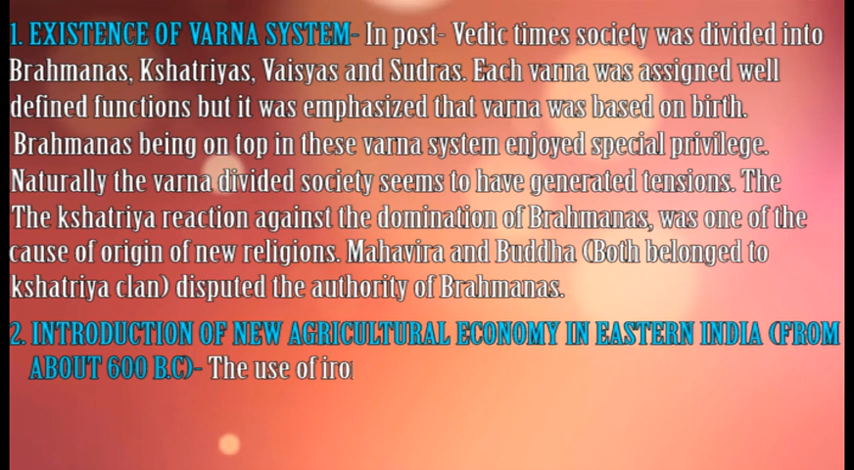 1. EXISTENCE OF VARNA SYSTEM- In post- Vedic times society was divided into
Brahmanas, Kshatriyas, Vaisyas and Sudras. Each varna was assigned well
defined functions but it was emphasized that varna was based on birth.
Brahmanas being on top in these varna system enjoyed special privilege.
Naturally the varna divided society seems to have generated tensions. The
The kshatriya reaction against the domination of Brahmanas, was one of the
cause of origin of new religions. Mahavira and Buddha (Both belonged to
kshatriya clan) disputed the authority of Brahmanas.
2. INTRODUCTION OF NEW AGRICULTURAL ECONOMY IN EASTERN INDIA (FROM
ABOUT 600 B.C)- The use of iro